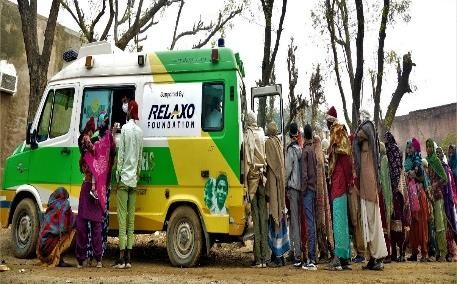 Supported By
RELAXO
FOUNDATION